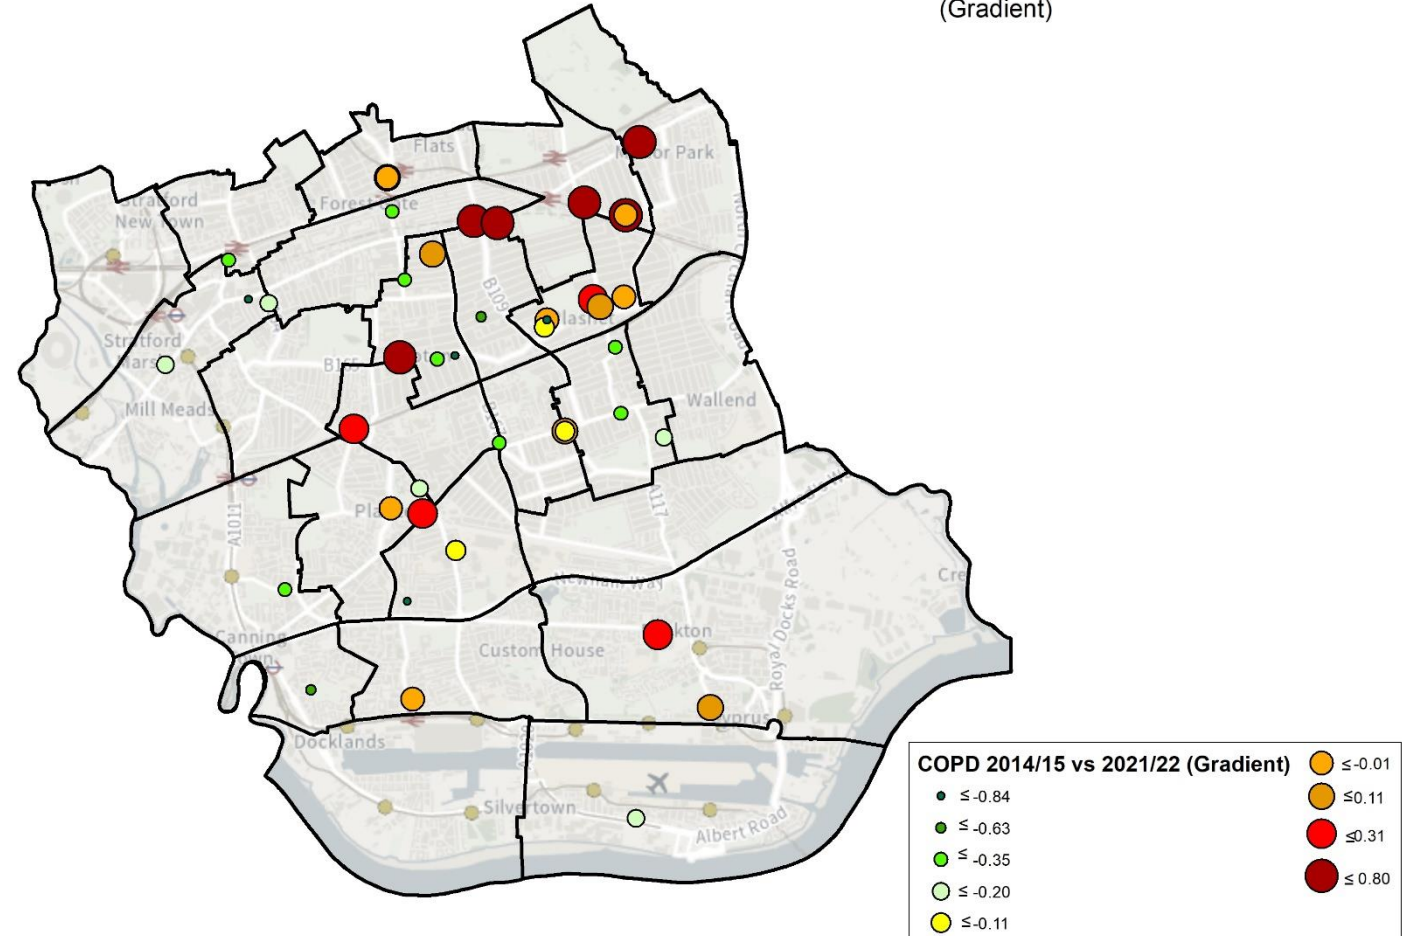 (Gradient)
Flats
Stratford
New Town
Forest Gate
B109
Stratford
Mill Meads
B165
Wallend
A1011
A117
Newham Way
Royal Docks Road
Cre
Canning
Custom House
Docklands
Silvertown
Albert Road
COPD 2014/15 vs 2021/22 (Gradient)
≤ -0.84
≤ -0.63
≤ -0.35
≤ -0.20
≤ -0.11
≤ -0.01
≤ 0.11
≤ 0.31
≤ 0.80